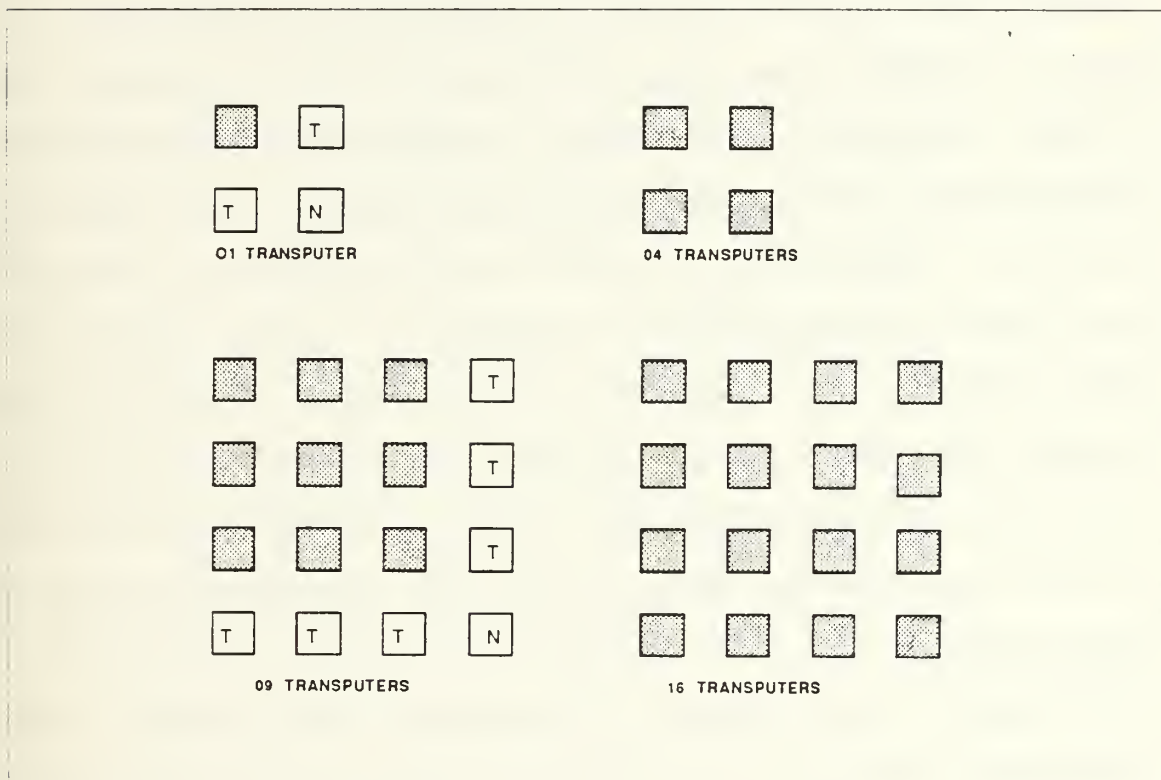 T
T N
01 TRANSPUTER
04 TRANSPUTERS
T
T
T
T T T N
09 TRANSPUTERS
16 TRANSPUTERS